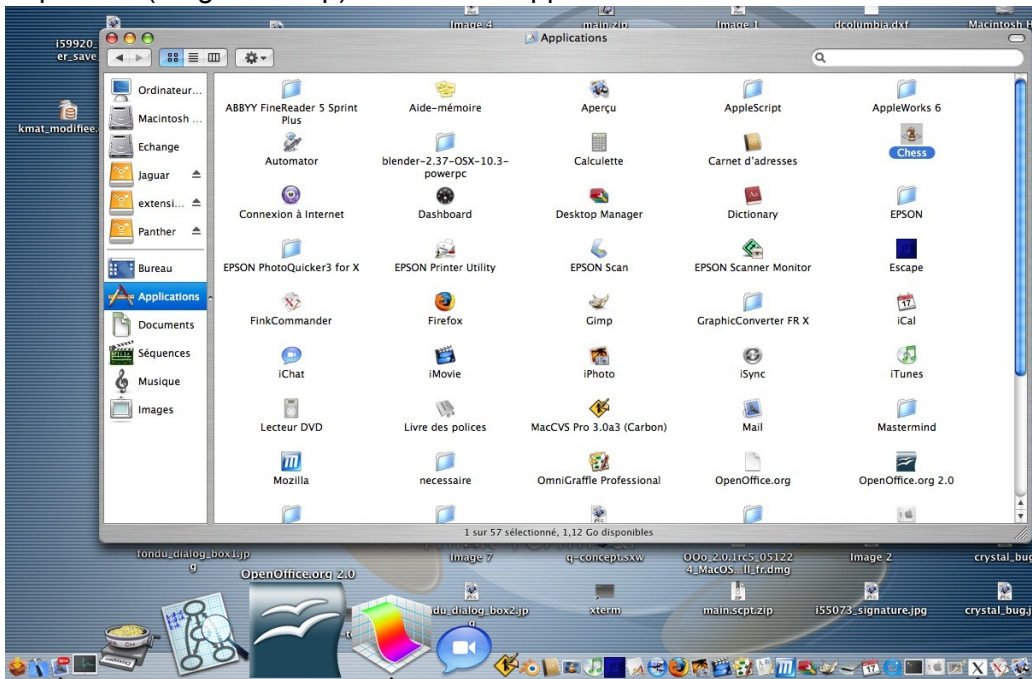 Image 4
main.zip
Image 1
dcolumbia.dxf
Macintosh H
i59920_
er_save
kmat_modifiee.
Applications
Ordinateur...
Macintosh ...
Echange
Jaguar
extensi...
Panther
Bureau
Applications
Documents
Séquences
Musique
Images
ABBYY FineReader 5 Sprint
Plus
Aide-mémoire
Aperçu
AppleScript
AppleWorks 6
Automator
blender-2.37-OSX-10.3-
powerpc
Calculette
Carnet d'adresses
Chess
Connexion à Internet
Dashboard
Desktop Manager
Dictionary
EPSON
EPSON PhotoQuicker3 for X
EPSON Printer Utility
EPSON Scan
EPSON Scanner Monitor
Escape
FinkCommander
Firefox
Gimp
GraphicConverter FR X
iCal
iChat
iMovie
iPhoto
iSync
iTunes
Lecteur DVD
Livre des polices
MacCVS Pro 3.0a3 (Carbon)
Mail
Mastermind
Mozilla
necessaire
OmniGraffle Professional
OpenOffice.org
OpenOffice.org 2.0
1 sur 57 sélectionné, 1,12 Go disponibles
fondu_dialog_box1.jp
g
Image 7
q-concept.sxw
OOo_2.0.1rc5_05122
4_MacOS...ll_fr.dmg
Image 2
crystal_bug
OpenOffice.org 2.0
du_dialog_box2.jp
g
xterm
main.scpt.zip
i55073_signature.jpg
crystal_bug